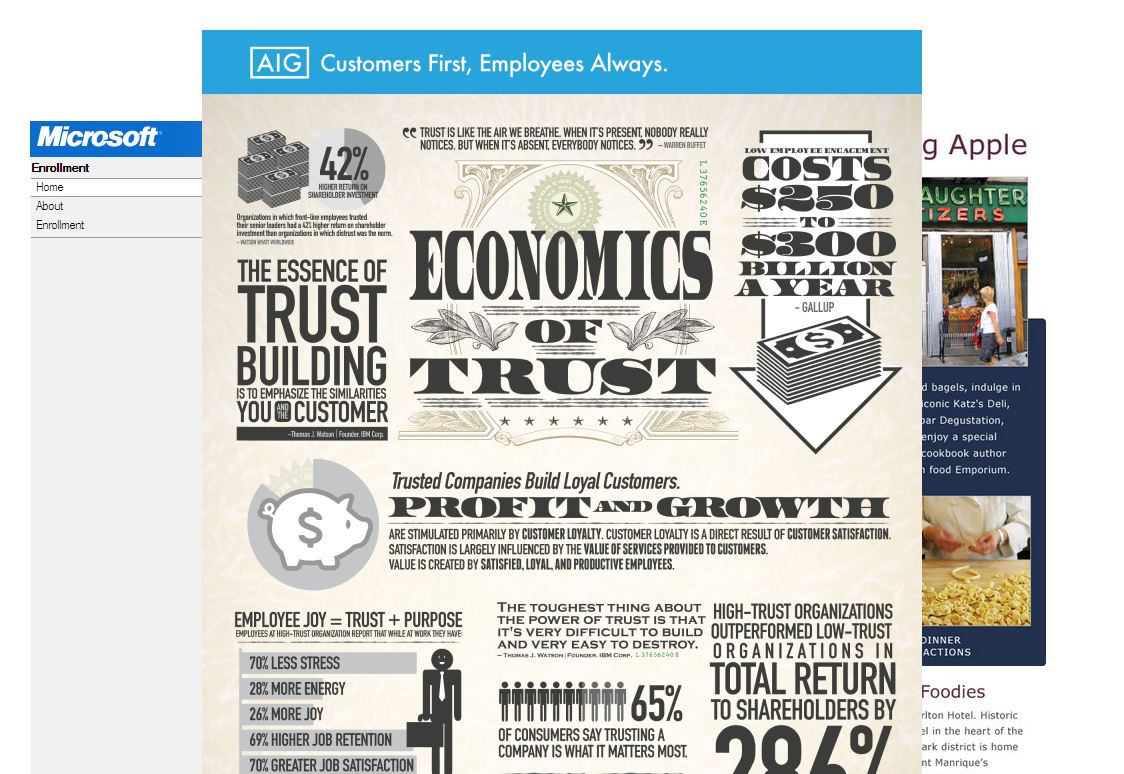 AIG Customers First, Employees Always.
Microsoft
Enrollment
Home
About
Enrollment
42%
HIGHER RETURN ON
SHAREHOLDER INVESTMENT
Organizations in which front-line employees trusted
their senior leaders had a 42% higher return on shareholder
investment than organizations in which distrust was the norm.
– WATSON WYATT WORLDWIDE
THE ESSENCE OF
TRUST
BUILDING
IS TO EMPHASIZE THE SIMILARITIES
YOU AND THE CUSTOMER
–Thomas J. Watson | Founder, IBM Corp.
“ TRUST IS LIKE THE AIR WE BREATHE. WHEN IT'S PRESENT, NOBODY REALLY
NOTICES. BUT WHEN IT'S ABSENT, EVERYBODY NOTICES. ” – WARREN BUFFET
L37656240E
ECONOMICS
OF
TRUST
LOW EMPLOYEE ENGAGEMENT
COSTS
$250
TO
$300
BILLION
A YEAR
– GALLUP
$
$
Trusted Companies Build Loyal Customers.
PROFIT AND GROWTH
ARE STIMULATED PRIMARILY BY CUSTOMER LOYALTY. CUSTOMER LOYALTY IS A DIRECT RESULT OF CUSTOMER SATISFACTION.
SATISFACTION IS LARGELY INFLUENCED BY THE VALUE OF SERVICES PROVIDED TO CUSTOMERS.
VALUE IS CREATED BY SATISFIED, LOYAL, AND PRODUCTIVE EMPLOYEES.
EMPLOYEE JOY = TRUST + PURPOSE
EMPLOYEES AT HIGH-TRUST ORGANIZATION REPORT THAT WHILE AT WORK THEY HAVE:
70% LESS STRESS
28% MORE ENERGY
26% MORE JOY
69% HIGHER JOB RETENTION
70% GREATER JOB SATISFACTION
THE TOUGHEST THING ABOUT
THE POWER OF TRUST IS THAT
IT'S VERY DIFFICULT TO BUILD
AND VERY EASY TO DESTROY.
– THOMAS J. WATSON | FOUNDER, IBM CORP. L37656240E
65%
OF CONSUMERS SAY TRUSTING A
COMPANY IS WHAT IT MATTERS MOST.
HIGH-TRUST ORGANIZATIONS
OUTPERFORMED LOW-TRUST
ORGANIZATIONS IN
TOTAL RETURN
TO SHAREHOLDERS BY
286%
g Apple
AUGHTER
TIZERS
d bagels, indulge in
iconic Katz's Deli,
bar Degustation,
enjoy a special
cookbook author
food Emporium.
DINNER
ACTIONS
Foodies
rlton Hotel. Historic
el in the heart of the
ark district is home
nt Manrique's